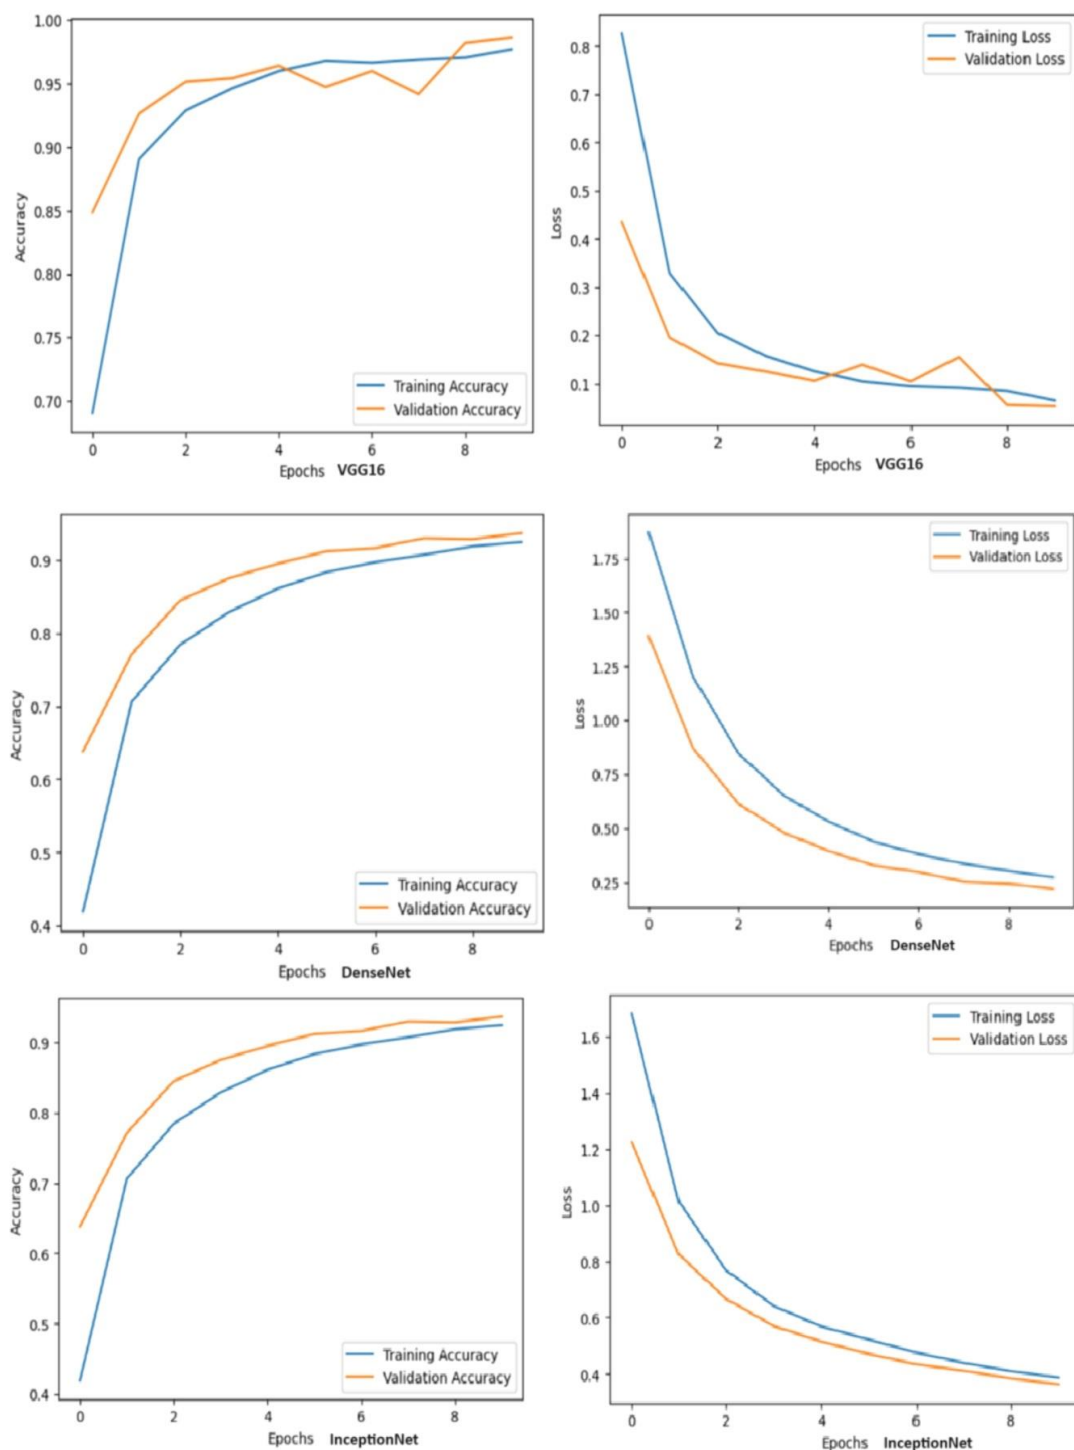 1.00
0.95
0.90
0.85
0.80
0.75
0.70
Accuracy
Training Accuracy
Validation Accuracy
0 2 4 6 8
Epochs VGG16
0.8
0.7
0.6
0.5
0.4
0.3
0.2
0.1
Loss
Training Loss
Validation Loss
0 2 4 6 8
Epochs VGG16
0.9
0.8
0.7
0.6
0.5
0.4
Accuracy
Training Accuracy
Validation Accuracy
0 2 4 6 8
Epochs DenseNet
1.75
1.50
1.25
1.00
0.75
0.50
0.25
Loss
Training Loss
Validation Loss
0 2 4 6 8
Epochs DenseNet
0.9
0.8
0.7
0.6
0.5
0.4
Accuracy
Training Accuracy
Validation Accuracy
0 2 4 6 8
Epochs InceptionNet
1.6
1.4
1.2
1.0
0.8
0.6
0.4
Loss
Training Loss
Validation Loss
0 2 4 6 8
Epochs InceptionNet